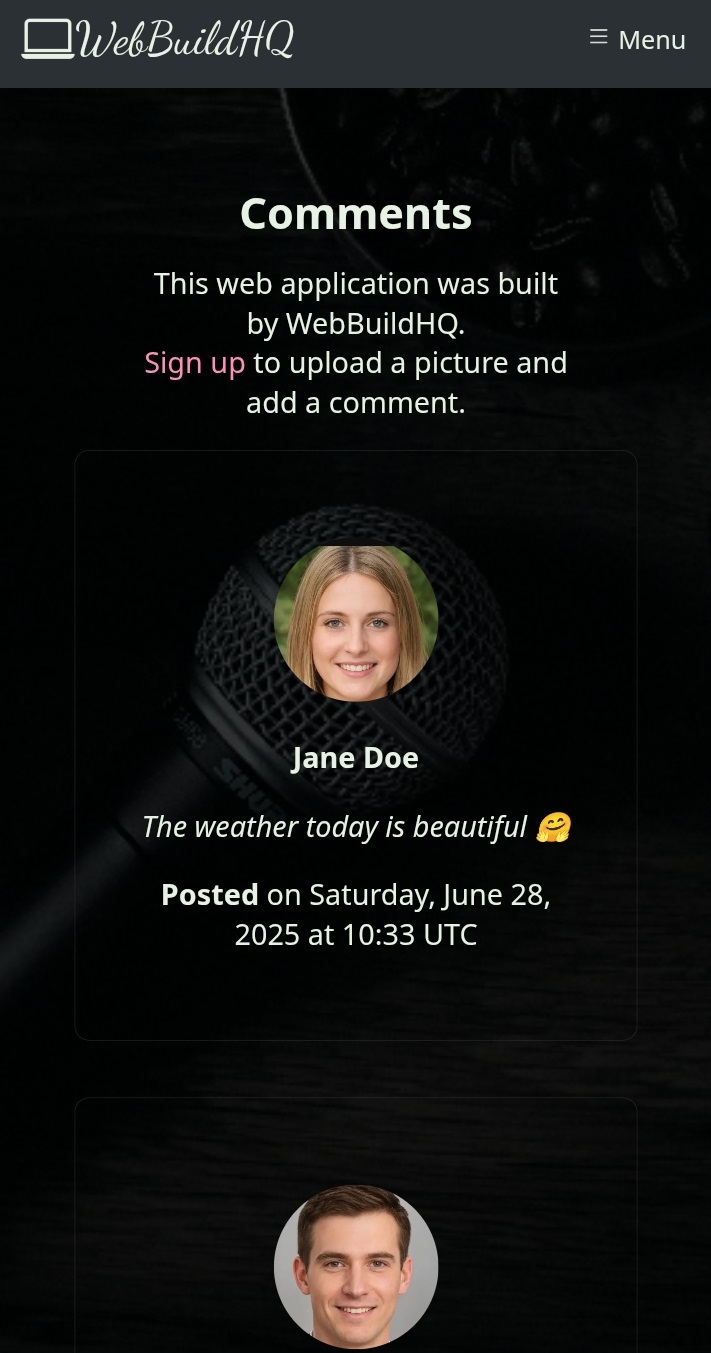 WebBuildHQ
Menu
Comments
This web application was built
by WebBuildHQ.
Sign up to upload a picture and
add a comment.
Jane Doe
The weather today is beautiful 🤗
Posted on Saturday, June 28,
2025 at 10:33 UTC